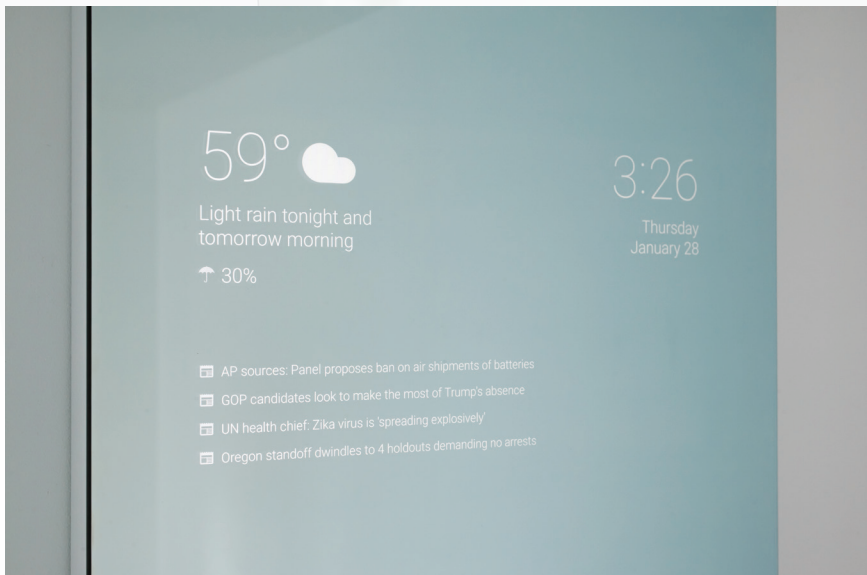 59°
Light rain tonight and
tomorrow morning
30%
3:26
Thursday
January 28
AP sources: Panel proposes ban on air shipments of batteries
GOP candidates look to make the most of Trump's absence
UN health chief: Zika virus is 'spreading explosively'
Oregon standoff dwindles to 4 holdouts demanding no arrests